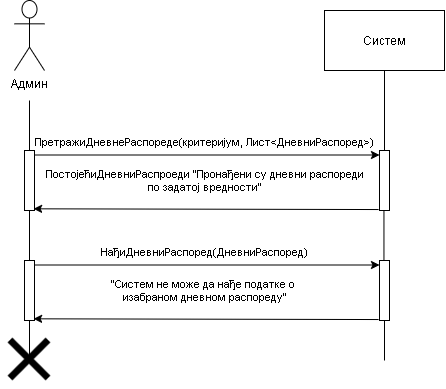 Админ
Систем
ПретражиДневнеРаспореде(критеријум, Лист<ДневниРаспоред>)
ПостојећиДневниРаспроеди "Пронађени су дневни распореди
по задатој вредности"
НађиДневниРаспоред(ДневниРаспоред)
"Систем не може да нађе податке о
изабраном дневном распореду"